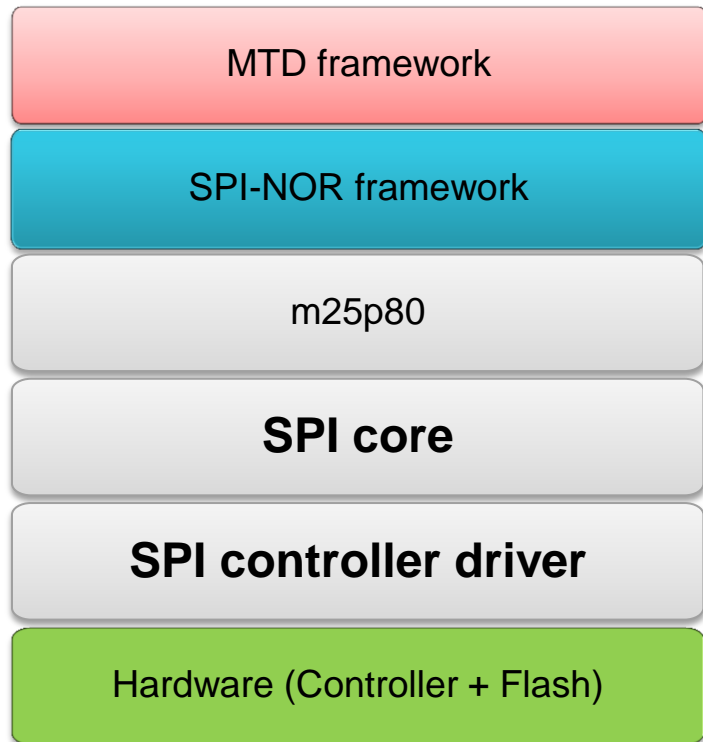 MTD framework
SPI-NOR framework
m25p80
SPI core
SPI controller driver
Hardware (Controller + Flash)